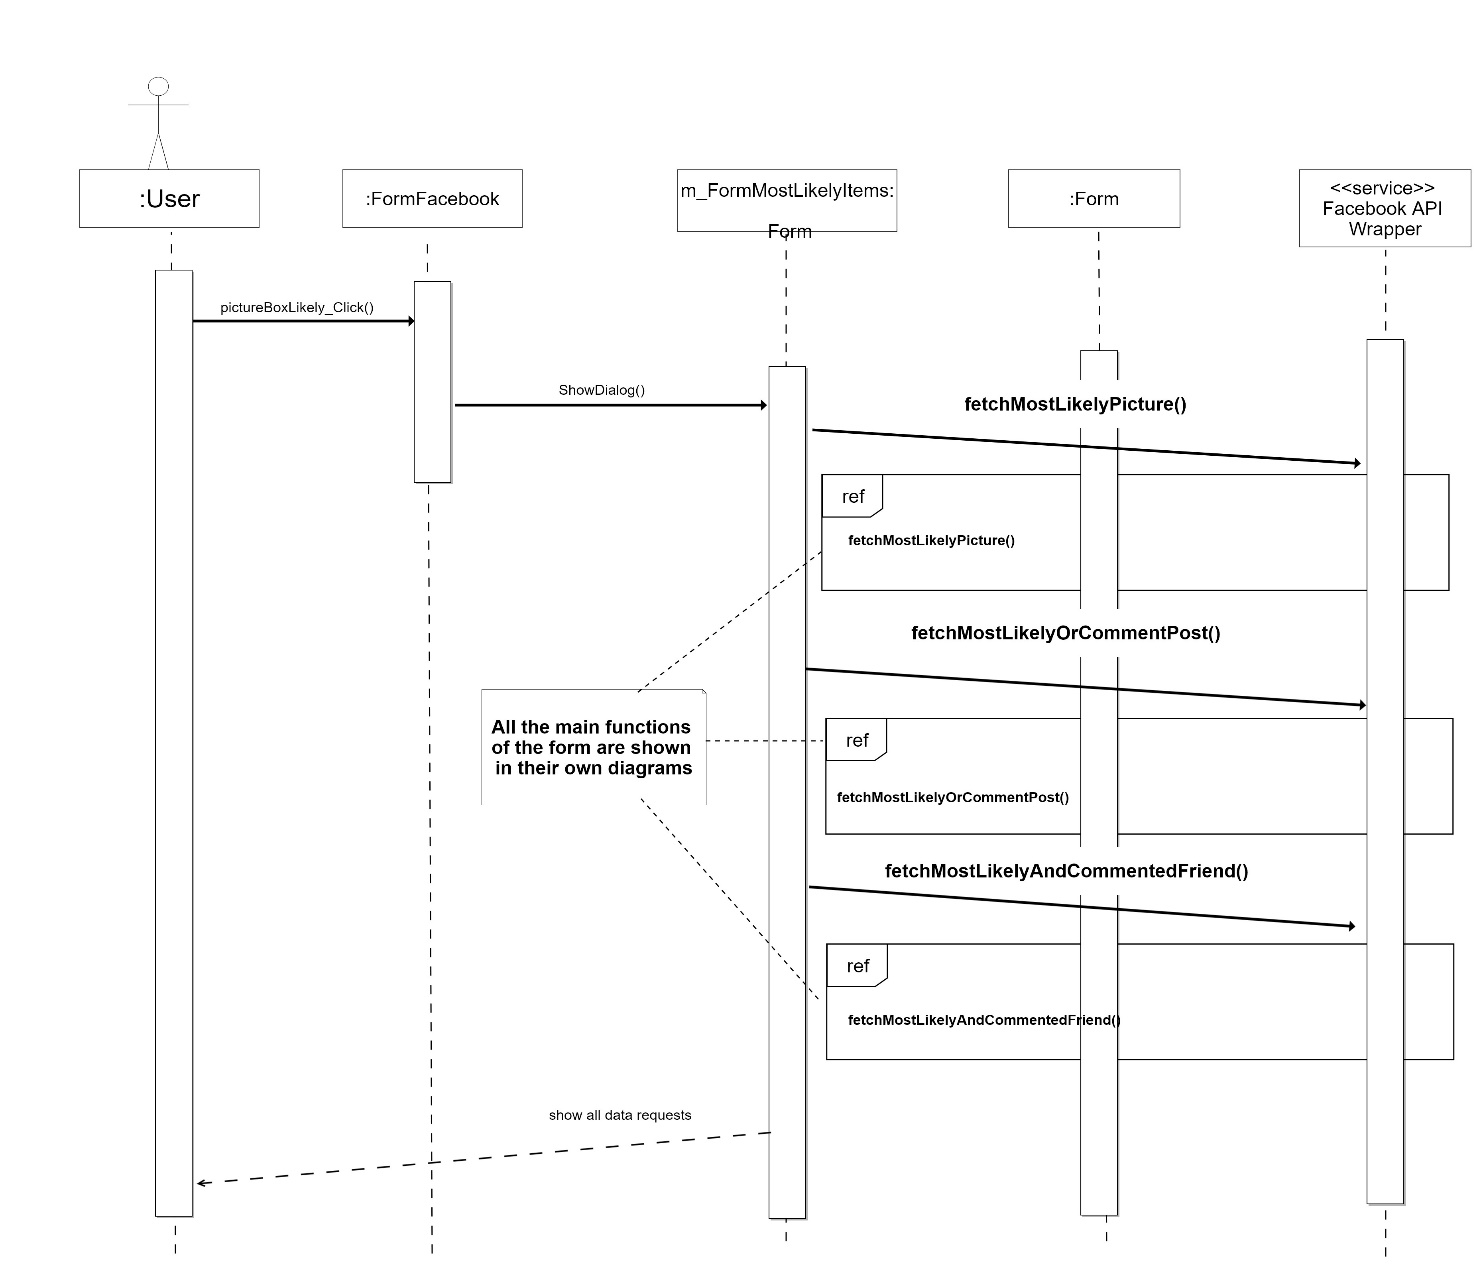 :User
:FormFacebook
m_FormMostLikelyItems:
Form
:Form
<<service>>
Facebook API
Wrapper
pictureBoxLikely_Click()
ShowDialog()
fetchMostLikelyPicture()
ref
fetchMostLikelyPicture()
fetchMostLikelyOrCommentPost()
All the main functions
of the form are shown
in their own diagrams
ref
fetchMostLikelyOrCommentPost()
fetchMostLikelyAndCommentedFriend()
ref
fetchMostLikelyAndCommentedFriend()
show all data requests